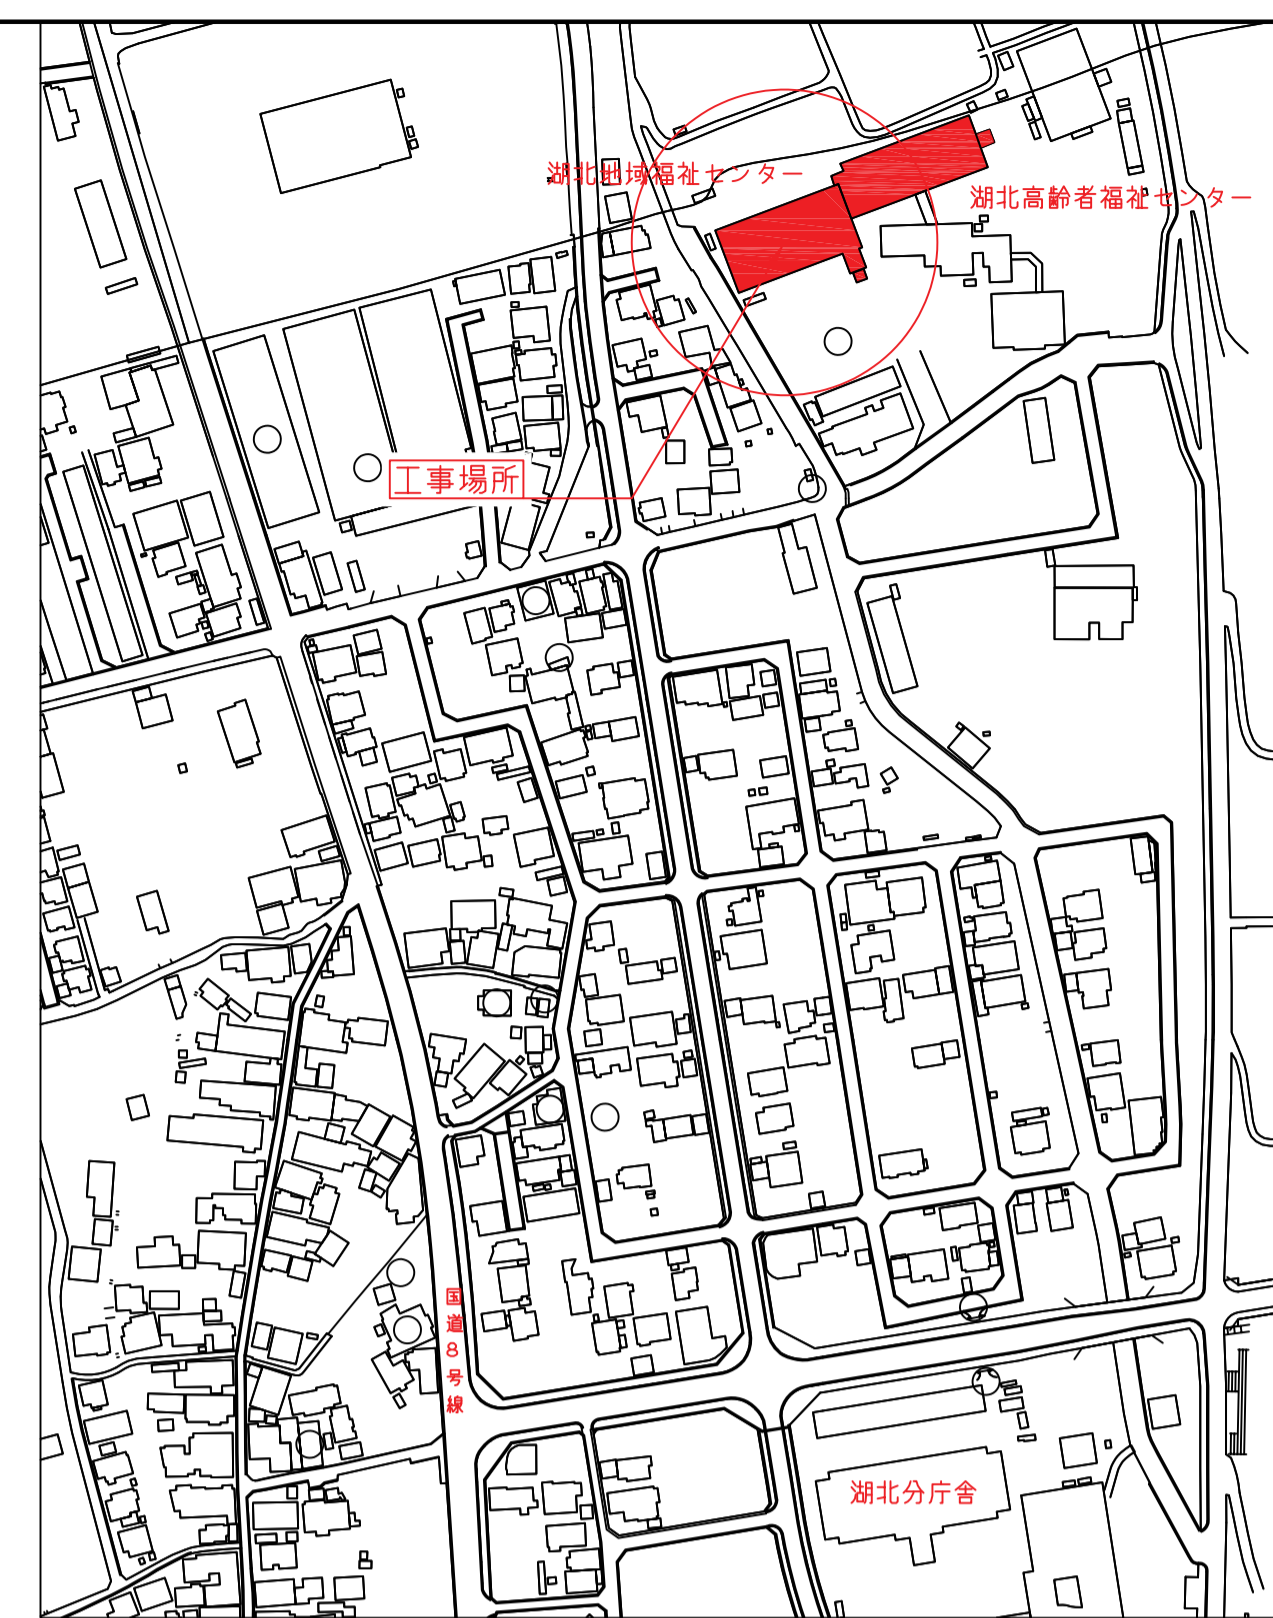 湖北地域福祉センター
湖北高齢者福祉センター
工事場所
国道8号線
湖北分庁舎